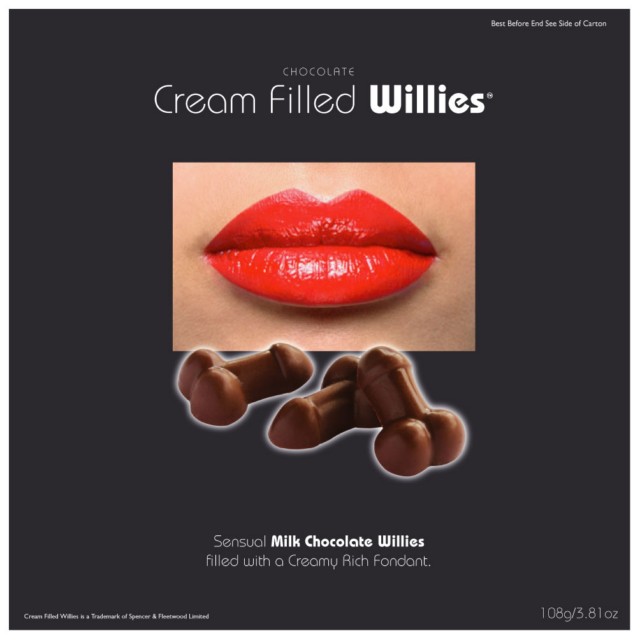 Best Before End See Side of Carton
CHOCOLATE
Cream Filled Willies™
Sensual Milk Chocolate Willies
filled with a Creamy Rich Fondant.
Cream Filled Willies is a Trademark of Spencer & Fleetwood Limited
108g/3.81oz